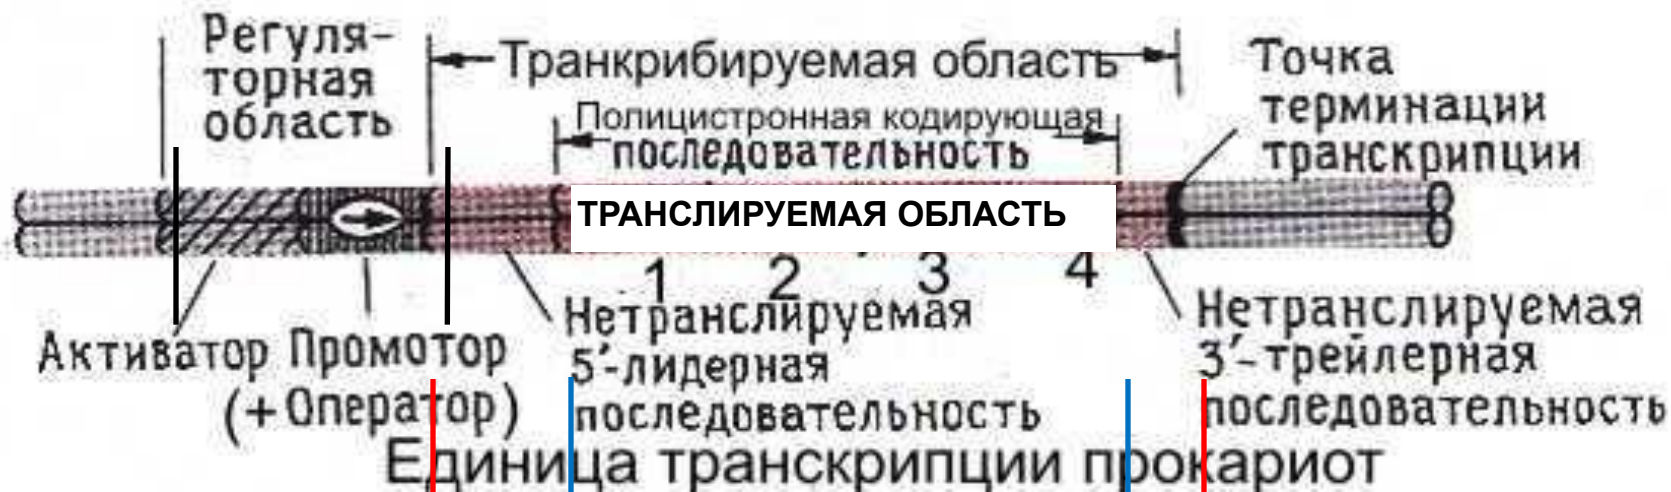 Регуля-
торная
область
Транкрибируемая область
Полицистронная кодирующая
последовательность
Точка
терминации
транскрипции
ТРАНСЛИРУЕМАЯ ОБЛАСТЬ
1 2 3 4
Активатор
Промотор
(+Оператор)
Нетранслируемая
5′-лидерная
последовательность
Нетранслируемая
3′-трейлерная
последовательность
Единица транскрипции прокариот